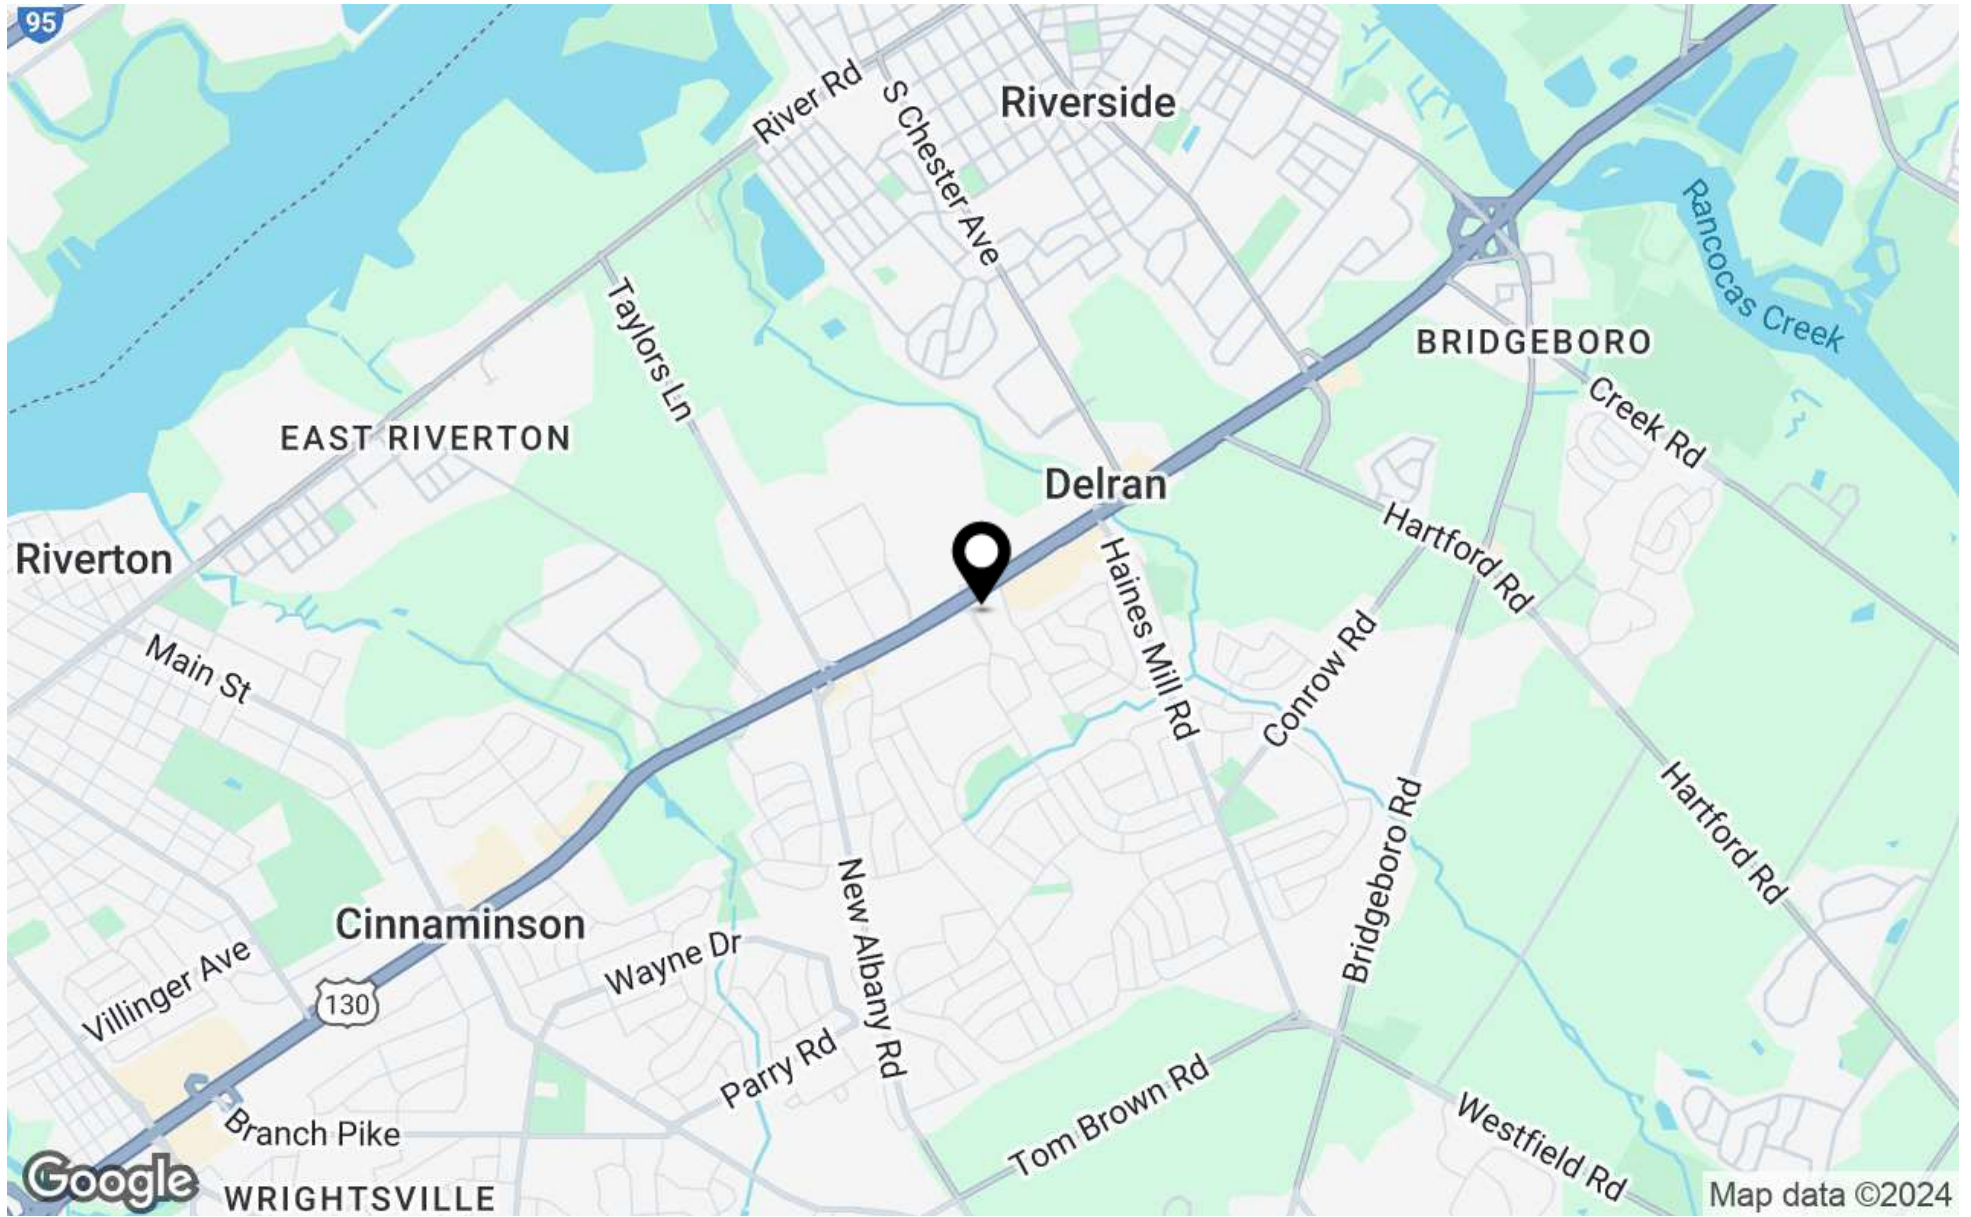 95
River Rd
S Chester Ave
Riverside
Rancocas Creek
Taylors Ln
BRIDGEBORO
Creek Rd
EAST RIVERTON
Delran
Hartford Rd
Riverton
Haines Mill Rd
Conrow Rd
Main St
Hartford Rd
Bridgeboro Rd
New Albany Rd
Cinnaminson
Wayne Dr
Villinger Ave
130
Parry Rd
Tom Brown Rd
Branch Pike
Westfield Rd
Google
WRIGHTSVILLE
Map data ©2024